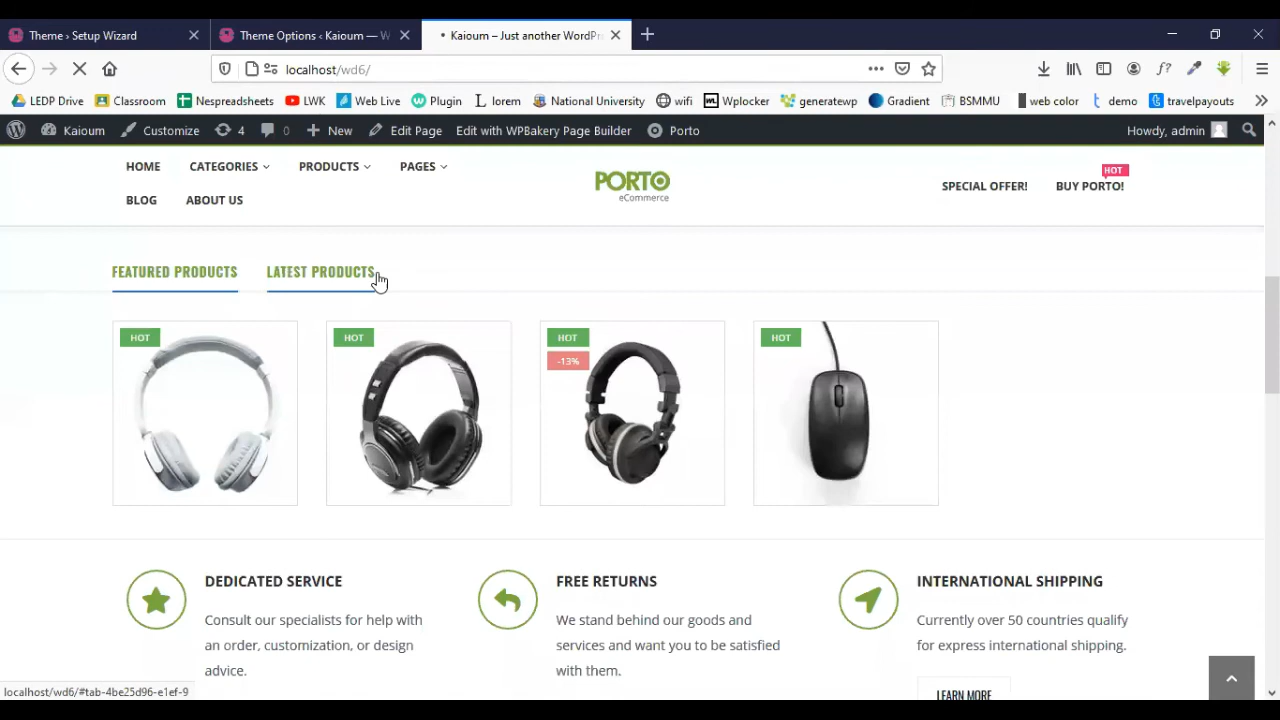 Theme › Setup Wizard
Theme Options ‹ Kaioum — W
Kaioum – Just another WordPr
localhost/wd6/
LEDP Drive
Classroom
Nespreadsheets
LWK
Web Live
Plugin
lorem
National University
wifi
Wplocker
generatewp
Gradient
BSMMU
web color
demo
travelpayouts
Kaioum
Customize
4
0
New
Edit Page
Edit with WPBakery Page Builder
Porto
Howdy, admin
HOME
CATEGORIES
PRODUCTS
PAGES
BLOG
ABOUT US
PORTO
eCommerce
HOT
SPECIAL OFFER!
BUY PORTO!
FEATURED PRODUCTS
LATEST PRODUCTS
HOT
HOT
HOT
-13%
HOT
DEDICATED SERVICE
Consult our specialists for help with
an order, customization, or design
advice.
FREE RETURNS
We stand behind our goods and
services and want you to be satisfied
with them.
INTERNATIONAL SHIPPING
Currently over 50 countries qualify
for express international shipping.
LEARN MORE
localhost/wd6/#tab-4be25d96-e1ef-9